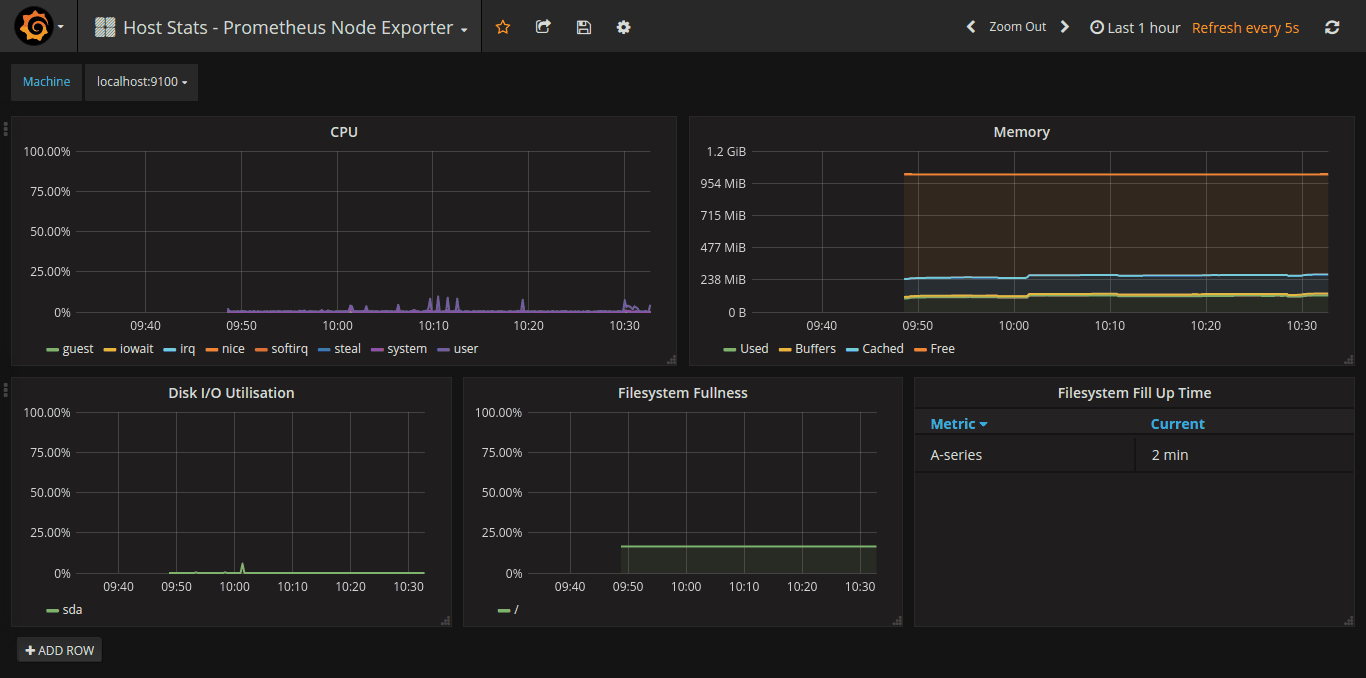 Host Stats - Prometheus Node Exporter
Zoom Out
Last 1 hour
Refresh every 5s
Machine
localhost:9100
CPU
100.00%
75.00%
50.00%
25.00%
0%
09:40 09:50 10:00 10:10 10:20 10:30
guest iowait irq nice softirq steal system user
Memory
1.2 GiB
954 MiB
715 MiB
477 MiB
238 MiB
0 B
09:40 09:50 10:00 10:10 10:20 10:30
Used Buffers Cached Free
Disk I/O Utilisation
100.00%
75.00%
50.00%
25.00%
0%
09:40 09:50 10:00 10:10 10:20 10:30
sda
Filesystem Fullness
100.00%
75.00%
50.00%
25.00%
0%
09:40 09:50 10:00 10:10 10:20 10:30
/
Filesystem Fill Up Time
Metric Current
A-series 2 min
ADD ROW